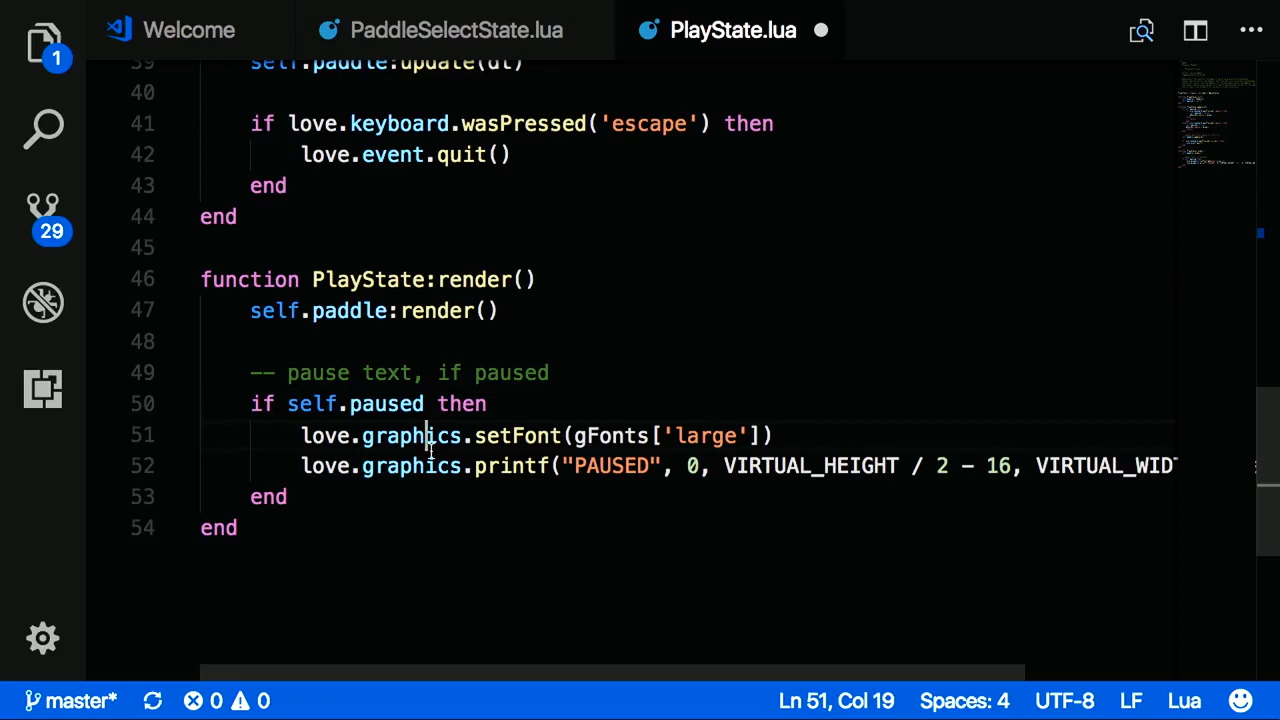 Welcome
PaddleSelectState.lua
PlayState.lua
1
29
39 self.paddle:update(dt)
40
41 if love.keyboard.wasPressed('escape') then
42 love.event.quit()
43 end
44 end
45
46 function PlayState:render()
47 self.paddle:render()
48
49 -- pause text, if paused
50 if self.paused then
51 love.graphics.setFont(gFonts['large'])
52 love.graphics.printf("PAUSED", 0, VIRTUAL_HEIGHT / 2 - 16,
53 end
54 end
master* 0 0 Ln 51, Col 19 Spaces: 4 UTF-8 LF Lua